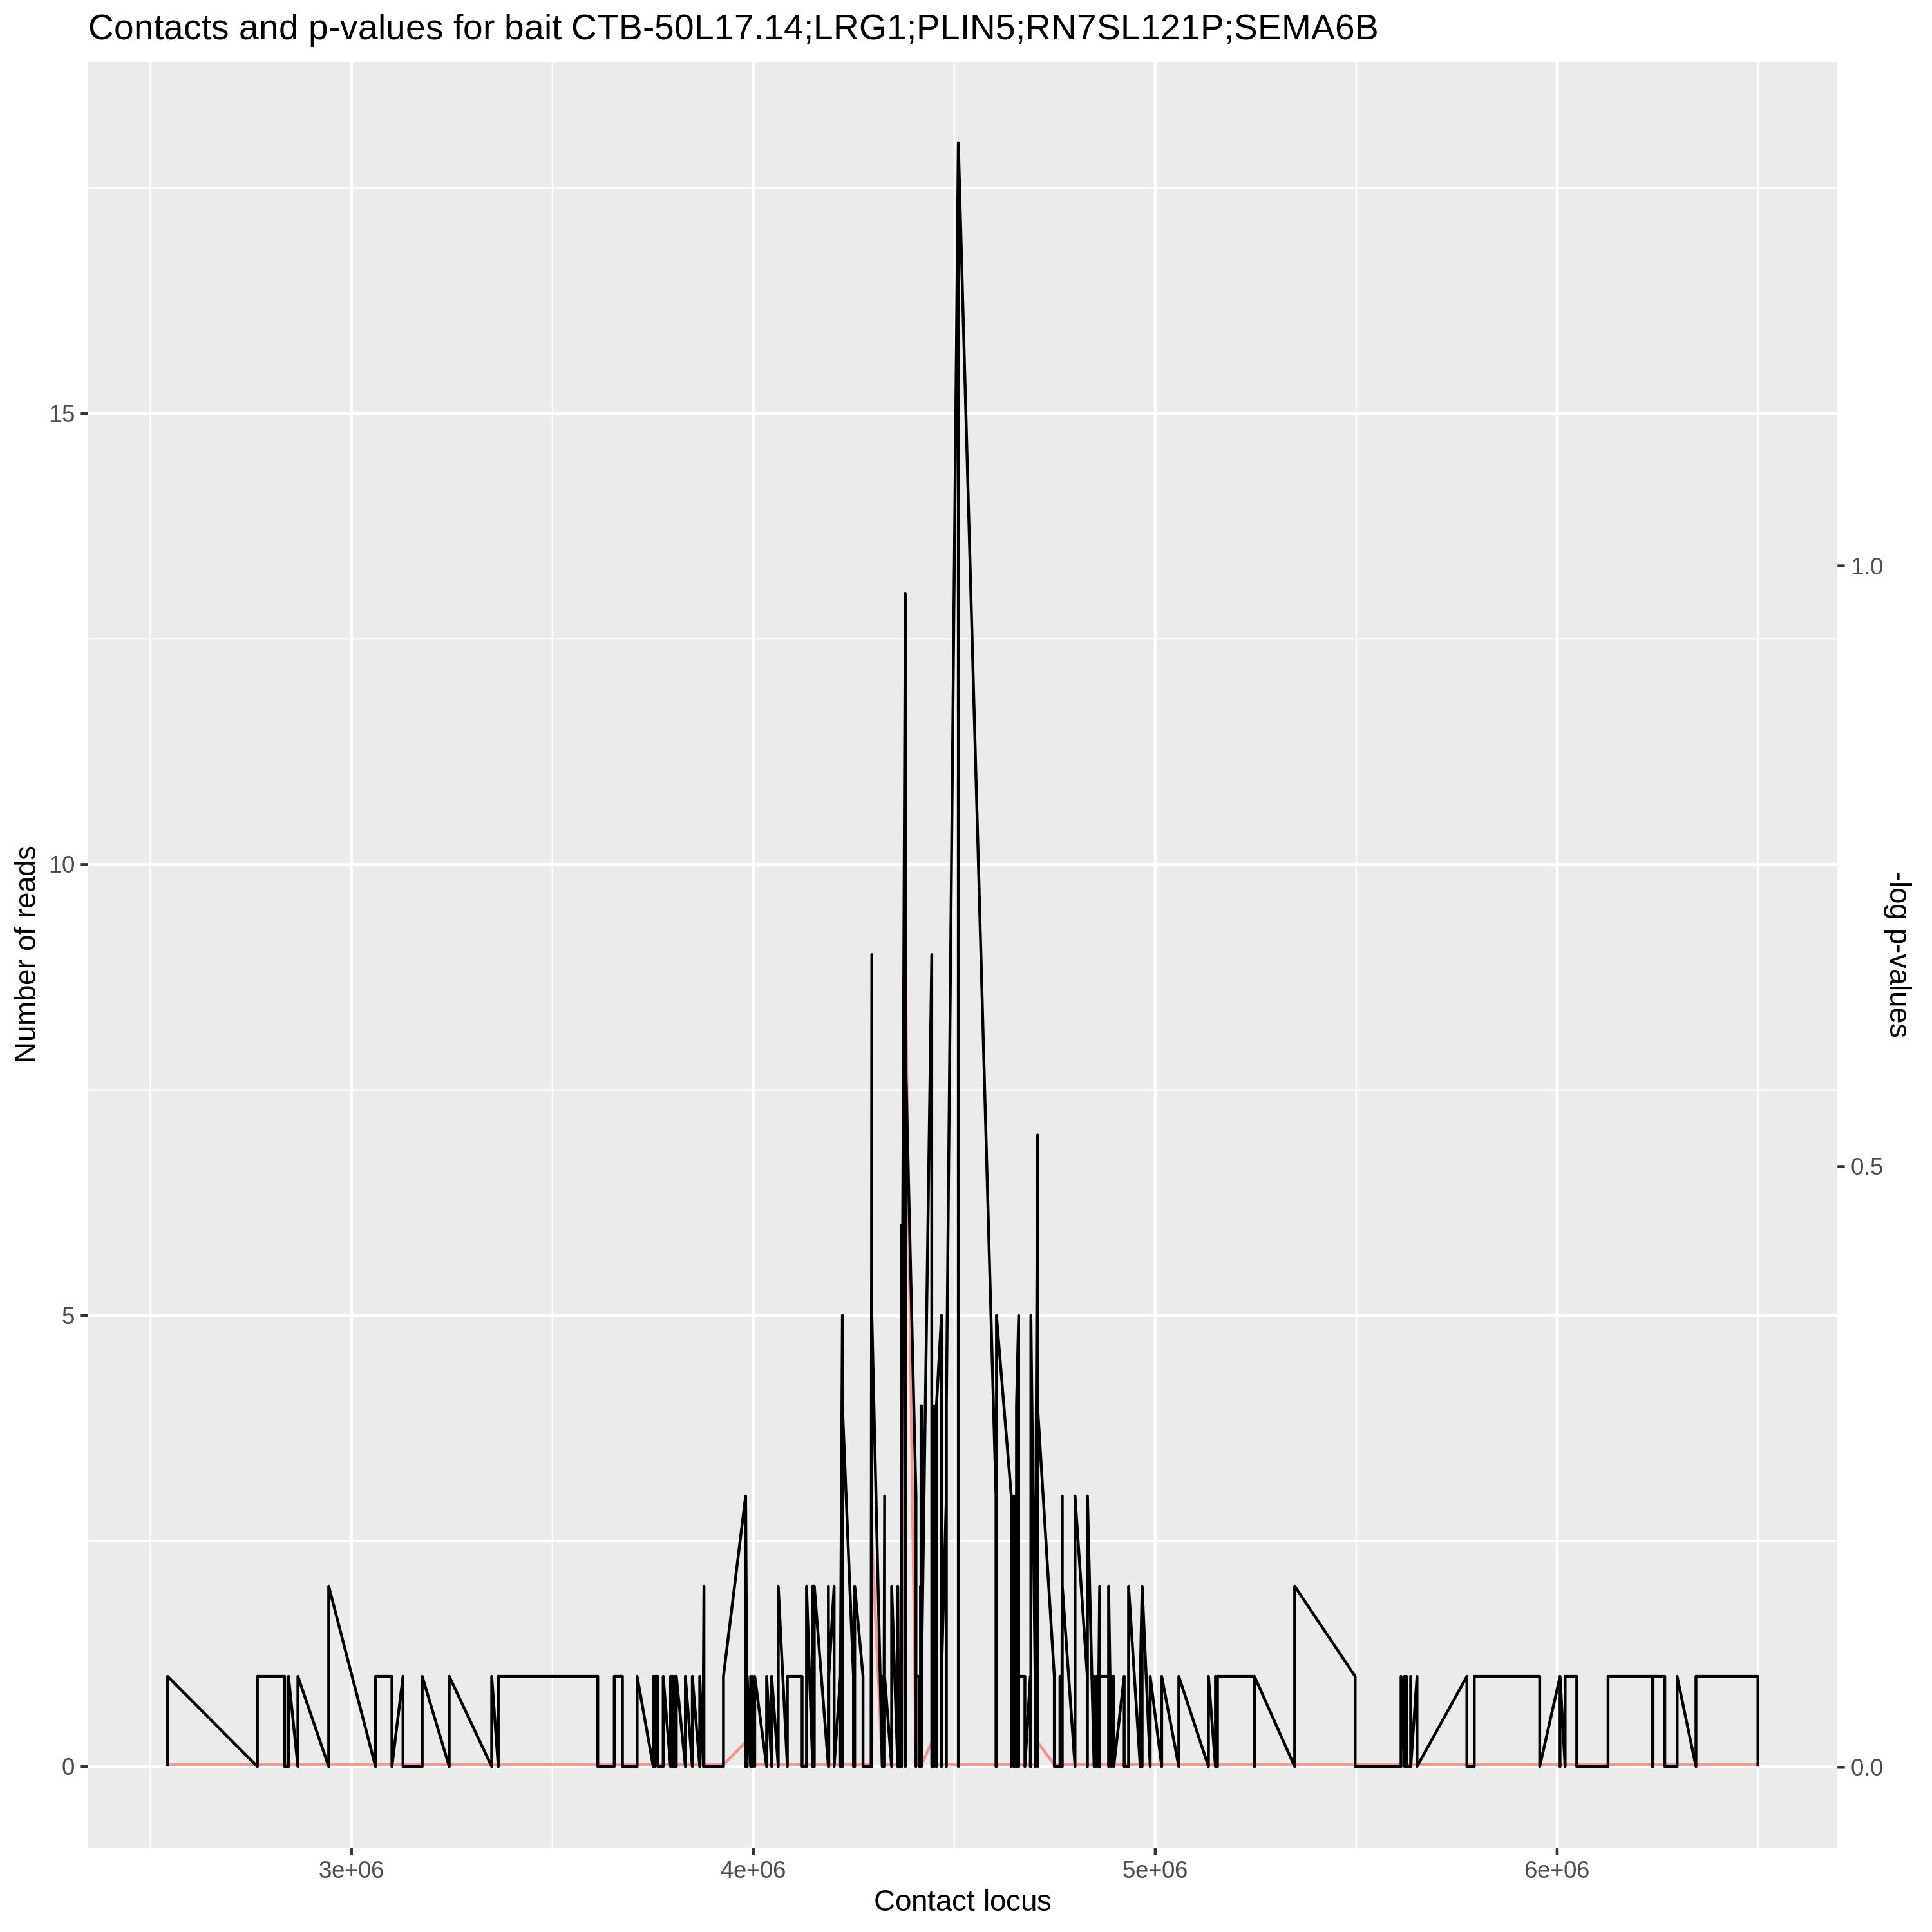 Contacts and p-values for bait CTB-50L17.14;LRG1;PLIN5;RN7SL121P;SEMA6B
15
10
5
0
Number of reads
1.0
0.5
0.0
-log p-values
3e+06
4e+06
5e+06
6e+06
Contact locus